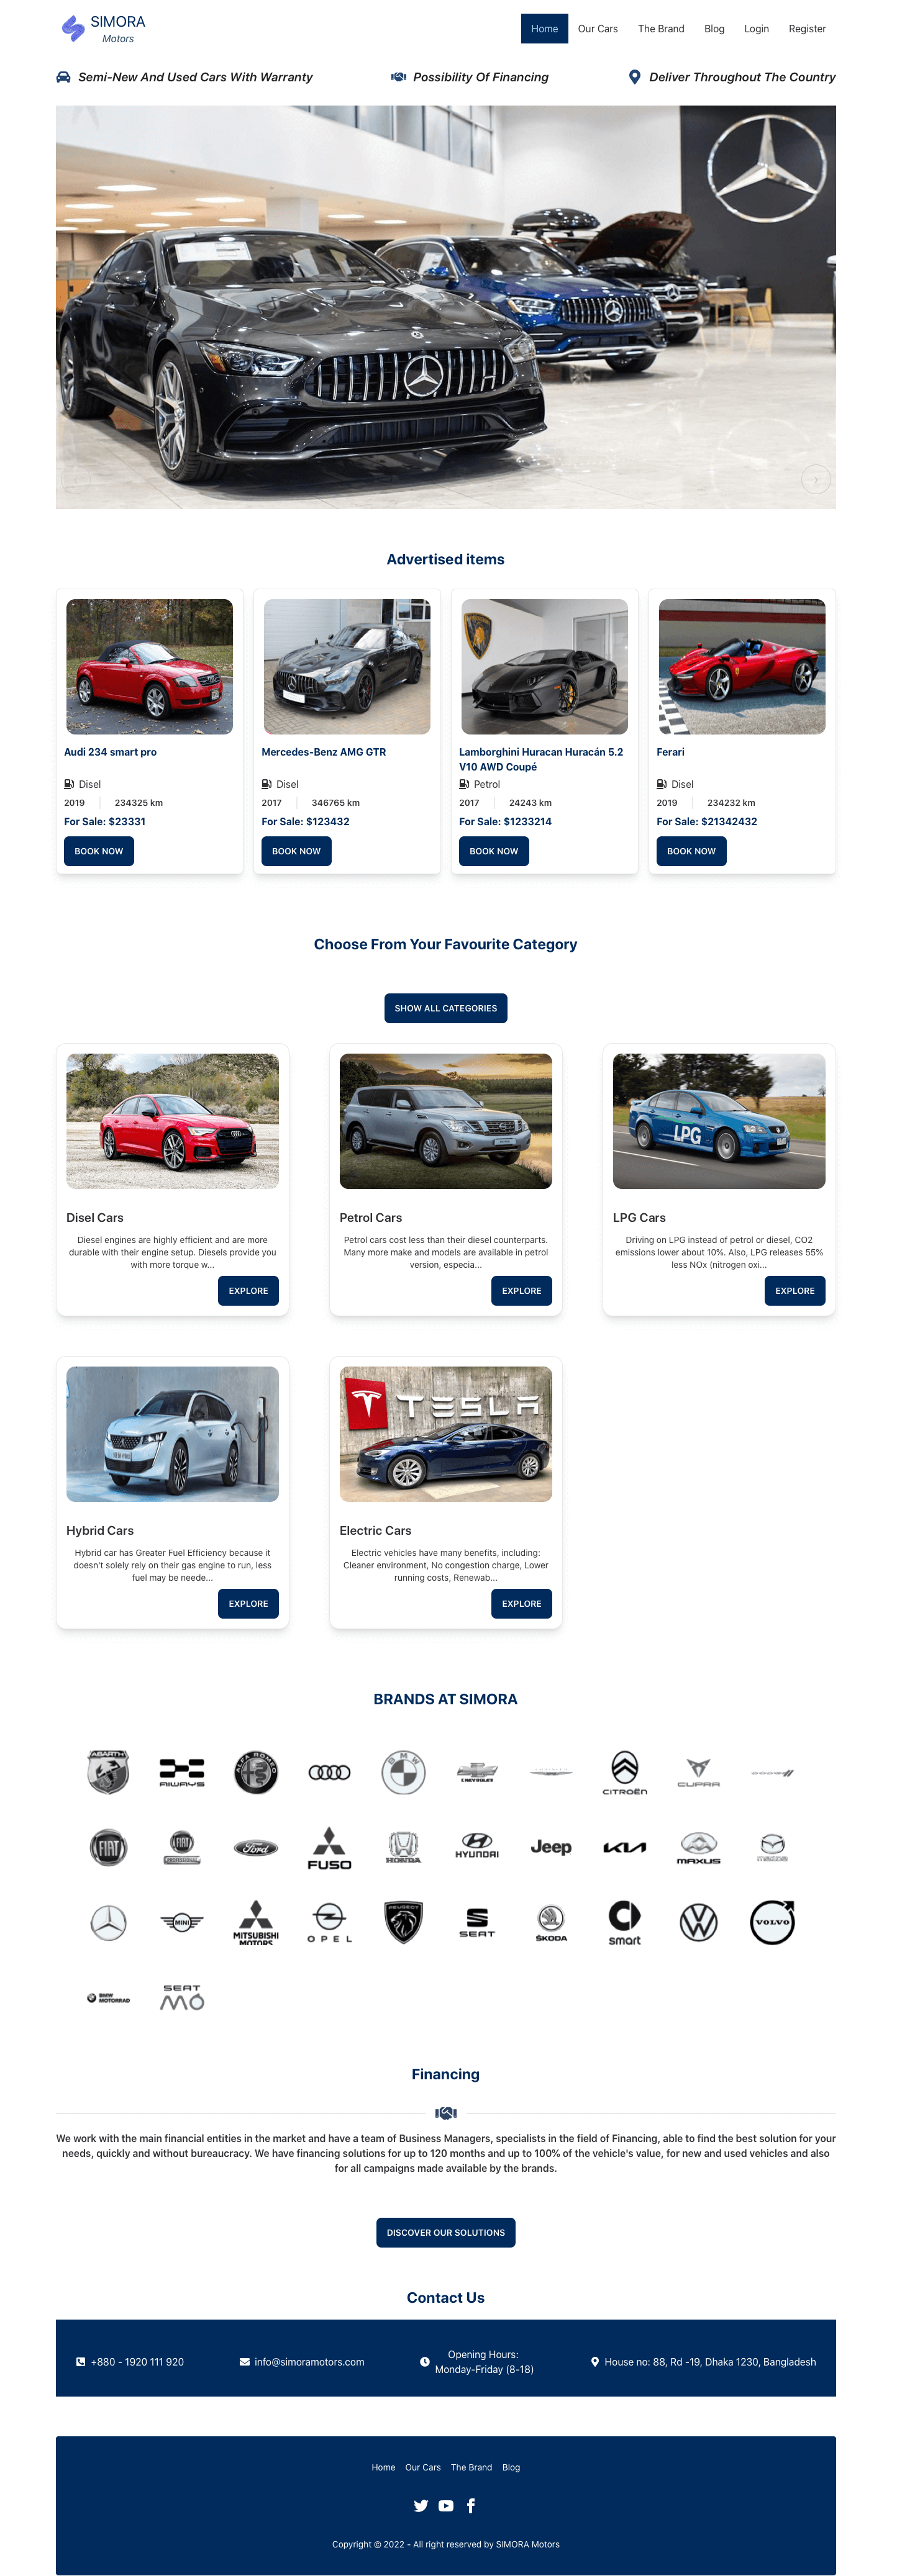 SIMORA
Motors
Home
Our Cars
The Brand
Blog
Login
Register
Semi-New And Used Cars With Warranty
Possibility Of Financing
Deliver Throughout The Country
Advertised items
Audi 234 smart pro
Disel
2019
234325 km
For Sale: $23331
BOOK NOW
Mercedes-Benz AMG GTR
Disel
2017
346765 km
For Sale: $123432
BOOK NOW
Lamborghini Huracan Huracán 5.2
V10 AWD Coupé
Petrol
2017
24243 km
For Sale: $1233214
BOOK NOW
Ferari
Disel
2019
234232 km
For Sale: $21342432
BOOK NOW
Choose From Your Favourite Category
SHOW ALL CATEGORIES
Disel Cars
Diesel engines are highly efficient and are more
durable with their engine setup. Diesels provide you
with more torque w...
EXPLORE
Petrol Cars
Petrol cars cost less than their diesel counterparts.
Many more make and models are available in petrol
version, especia...
EXPLORE
LPG
LPG Cars
Driving on LPG instead of petrol or diesel, CO2
emissions lower about 10%. Also, LPG releases 55%
less NOx (nitrogen oxi...
EXPLORE
Hybrid Cars
Hybrid car has Greater Fuel Efficiency because it
doesn't solely rely on their gas engine to run, less
fuel may be neede...
EXPLORE
TESLA
Electric Cars
Electric vehicles have many benefits, including:
Cleaner environment, No congestion charge, Lower
running costs, Renewab...
EXPLORE
BRANDS AT SIMORA
ABARTH
AIWAYS
ALFA ROMEO
BMW
CHEVROLET
CITROËN
CUPRA
DODGE
FIAT
FIAT
PROFESSIONAL
Ford
FUSO
HONDA
HYUNDAI
Jeep
KIA
MAXUS
MERCEDES
MINI
MITSUBISHI
MOTORS
OPEL
PEUGEOT
SEAT
ŠKODA
smart
VOLVO
BMW
MOTORRAD
SEAT
MÓ
Financing
We work with the main financial entities in the market and have a team of Business Managers, specialists in the field of Financing, able to find the best solution for your
needs, quickly and without bureaucracy. We have financing solutions for up to 120 months and up to 100% of the vehicle's value, for new and used vehicles and also
for all campaigns made available by the brands.
DISCOVER OUR SOLUTIONS
Contact Us
+880 - 1920 111 920
info@simoramotors.com
Opening Hours:
Monday-Friday (8-18)
House no: 88, Rd -19, Dhaka 1230, Bangladesh
Home
Our Cars
The Brand
Blog
Copyright © 2022 - All right reserved by SIMORA Motors